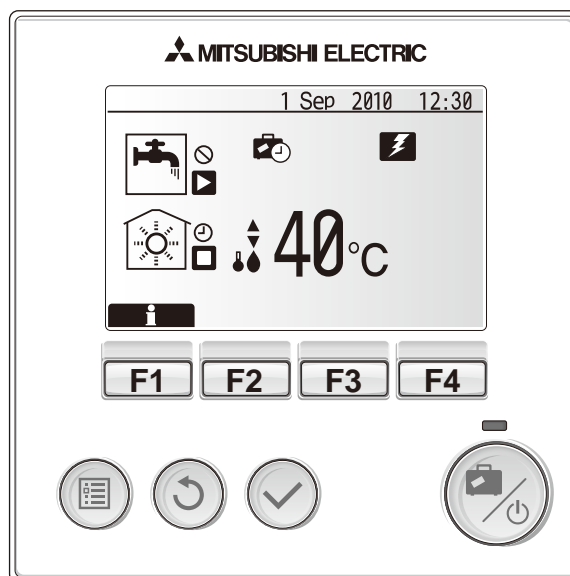 MITSUBISHI ELECTRIC
1 Sep 2010 12:30
40°C
i
F1 F2 F3 F4